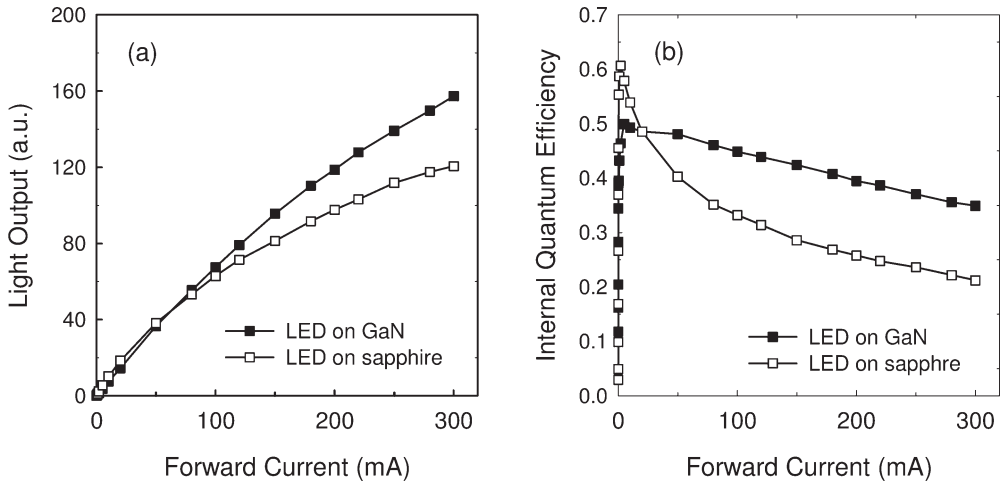 200
160
120
80
40
0
0
100
200
300
Light Output (a.u.)
Forward Current (mA)
(a)
LED on GaN
LED on sapphire
0.7
0.6
0.5
0.4
0.3
0.2
0.1
0.0
0
100
200
300
Internal Quantum Efficiency
Forward Current (mA)
(b)
LED on GaN
LED on sapphre